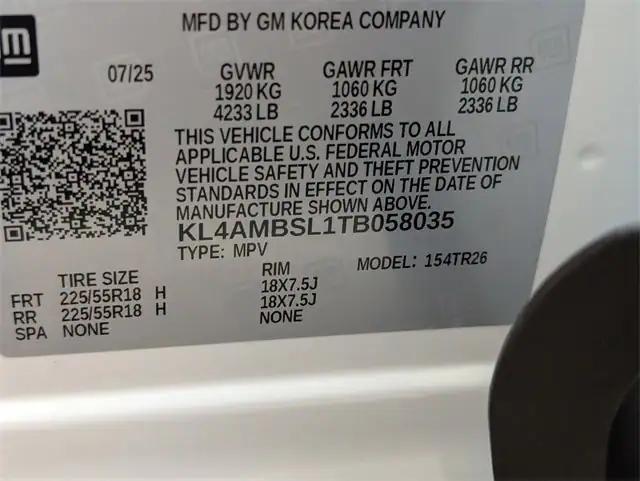 gm
MFD BY GM KOREA COMPANY
07/25 GVWR GAWR FRT GAWR RR
1920 KG 1060 KG 1060 KG
4233 LB 2336 LB 2336 LB
THIS VEHICLE CONFORMS TO ALL
APPLICABLE U.S. FEDERAL MOTOR
VEHICLE SAFETY AND THEFT PREVENTION
STANDARDS IN EFFECT ON THE DATE OF
MANUFACTURE SHOWN ABOVE.
KL4AMBSL1TB058035
TYPE: MPV
MODEL: 154TR26
TIRE SIZE RIM
FRT 225/55R18 H 18X7.5J
RR 225/55R18 H 18X7.5J
SPA NONE NONE